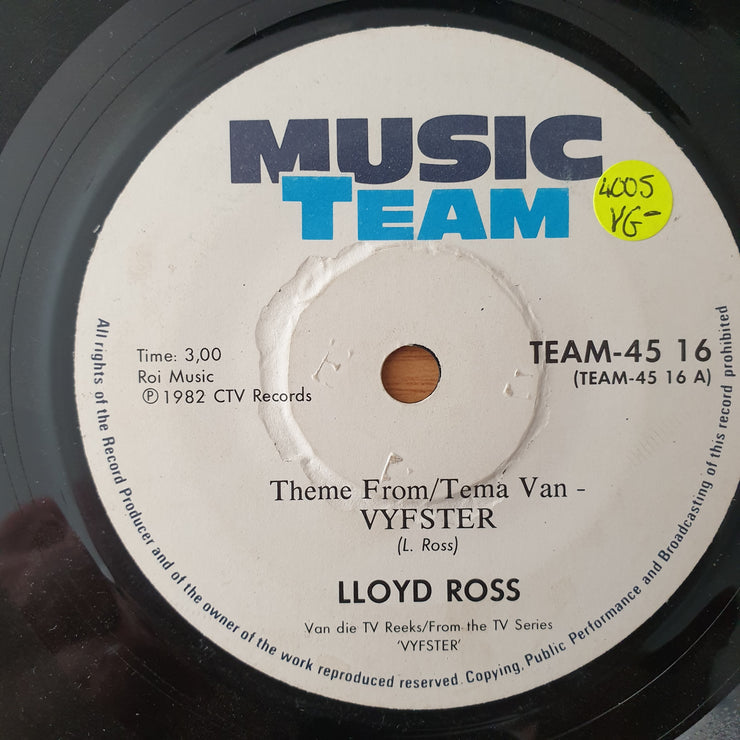 MUSIC
TEAM
4005
VG-
Time: 3,00
Roi Music
℗ 1982 CTV Records
TEAM-45 16
(TEAM-45 16 A)
Theme From/Tema Van -
VYFSTER
(L. Ross)
LLOYD ROSS
Van die TV Reeks/From the TV Series
'VYFSTER'
All rights of the Record Producer and of the owner of the work reproduced reserved. Copying, Public Performance and Broadcasting of this record prohibited